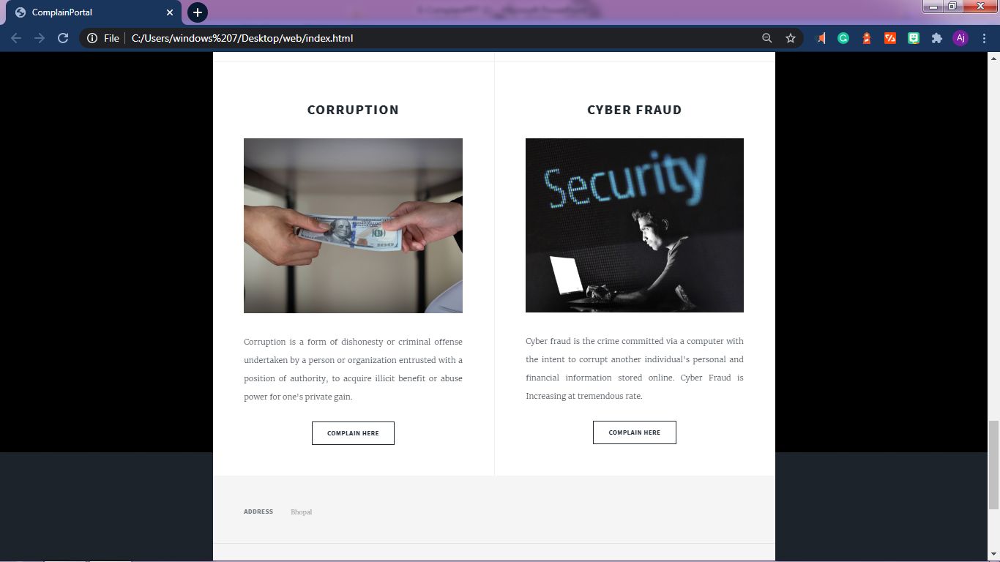 ComplainPortal
File
C:/Users/windows%207/Desktop/web/index.html
Aj
CORRUPTION
100
Corruption is a form of dishonesty or criminal offense
undertaken by a person or organization entrusted with a
position of authority, to acquire illicit benefit or abuse
power for one's private gain.
COMPLAIN HERE
CYBER FRAUD
Security
Cyber fraud is the crime committed via a computer with
the intent to corrupt another individual's personal and
financial information stored online. Cyber Fraud is
Increasing at tremendous rate.
COMPLAIN HERE
ADDRESS Bhopal